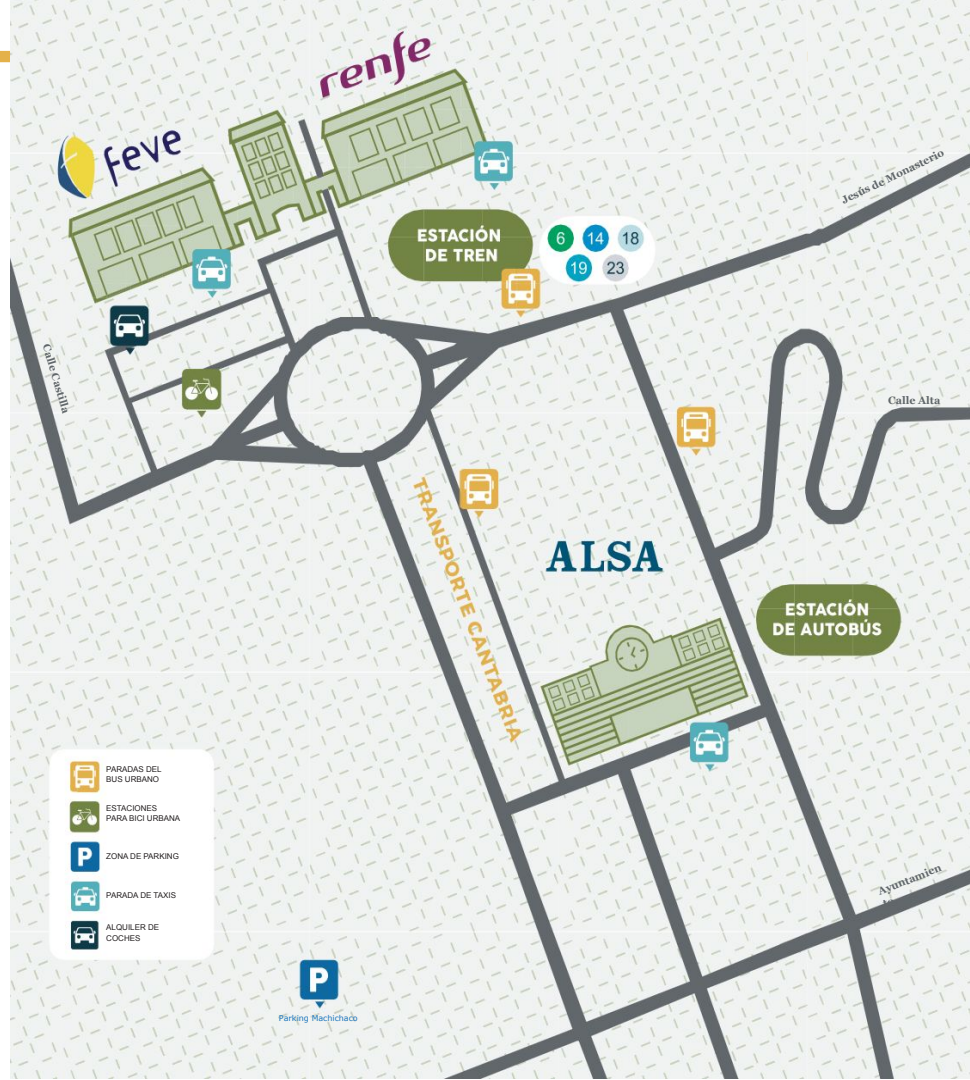 renfe
feve
Jesús de Monasterio
ESTACIÓN
DE TREN
6 14 18
19 23
Calle Castilla
Calle Alta
TRANSPORTE CANTABRIA
ALSA
ESTACIÓN
DE AUTOBÚS
PARADAS DEL
BUS URBANO
ESTACIONES
PARA BICI URBANA
P
ZONA DE PARKING
PARADA DE TAXIS
ALQUILER DE
COCHES
Ayuntamien
P
Parking Machichaco